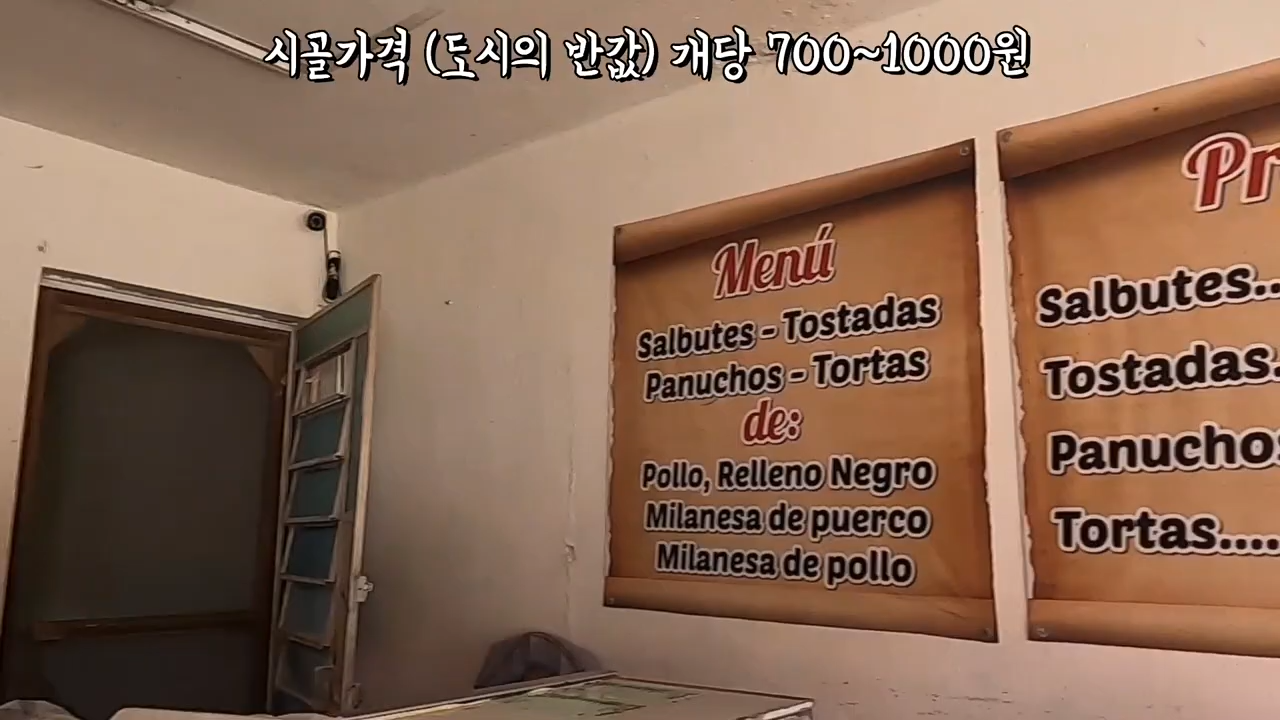 시골가격 (도시의 반값) 개당 700~1000원
Menú
Salbutes - Tostadas
Panuchos - Tortas
de:
Pollo, Relleno Negro
Milanesa de puerco
Milanesa de pollo
Pr
Salbutes..
Tostadas.
Panuchos
Tortas....